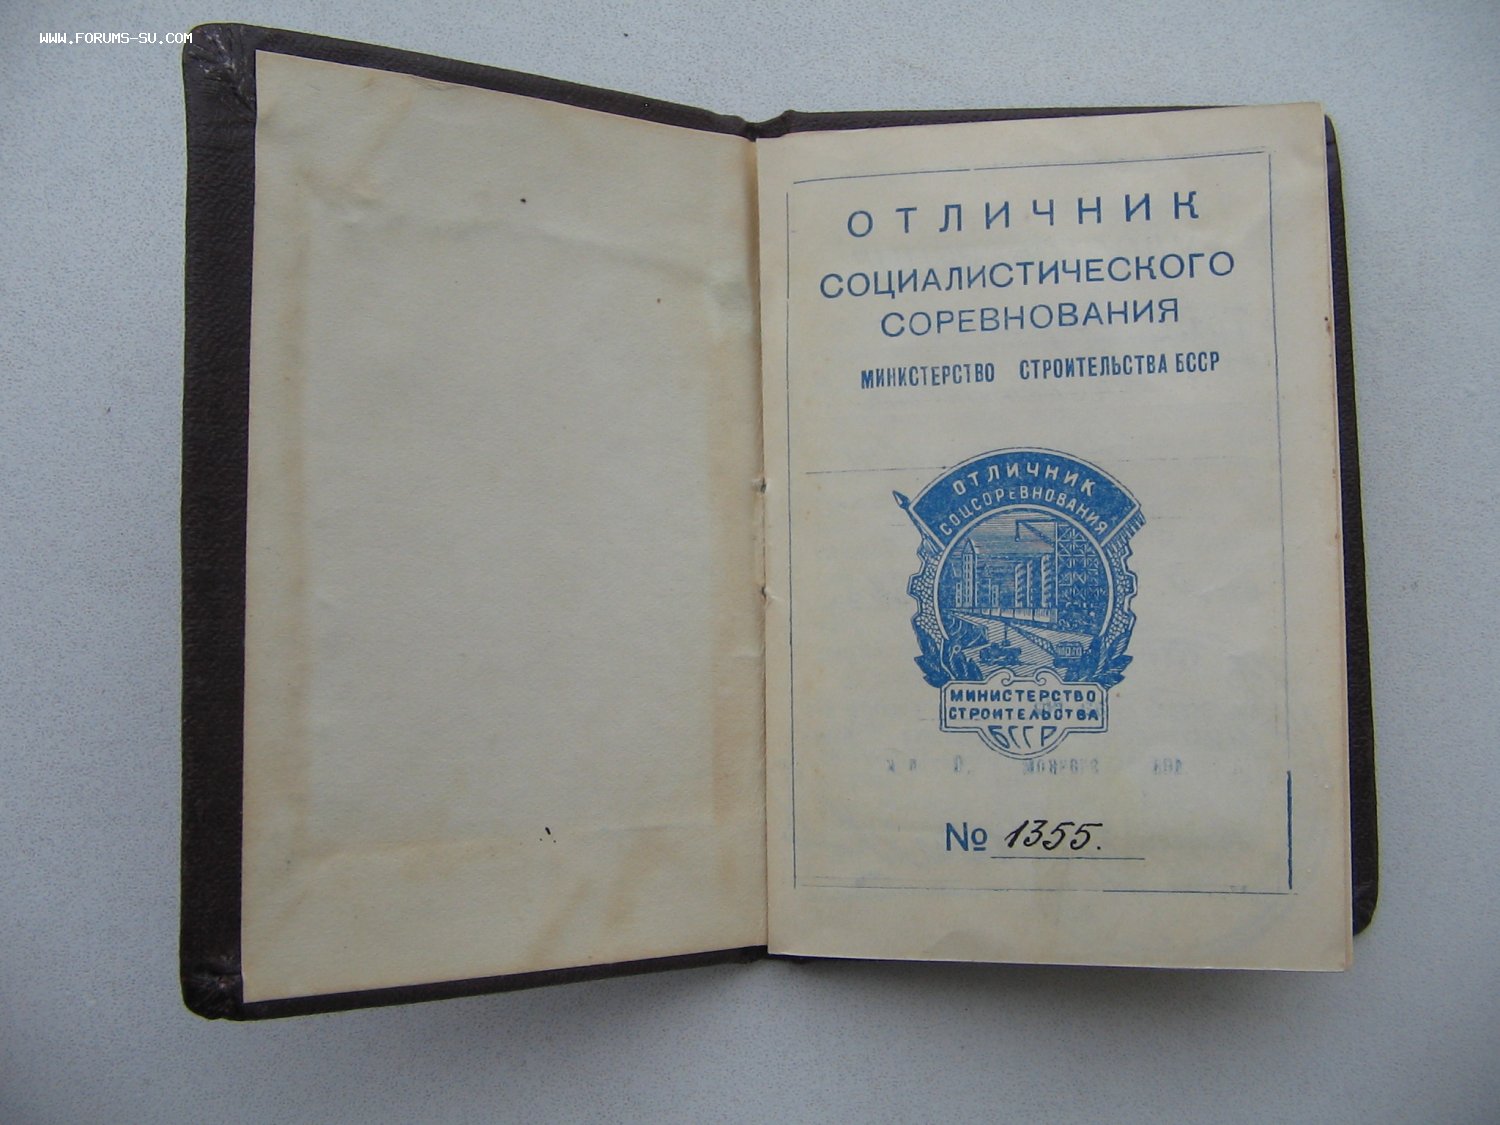 www.forums-su.com
ОТЛИЧНИК
СОЦИАЛИСТИЧЕСКОГО
СОРЕВНОВАНИЯ
МИНИСТЕРСТВО СТРОИТЕЛЬСТВА БССР
ОТЛИЧНИК
СОЦСОРЕВНОВАНИЯ
МИНИСТЕРСТВО
СТРОИТЕЛЬСТВА
БССР
№ 1355.